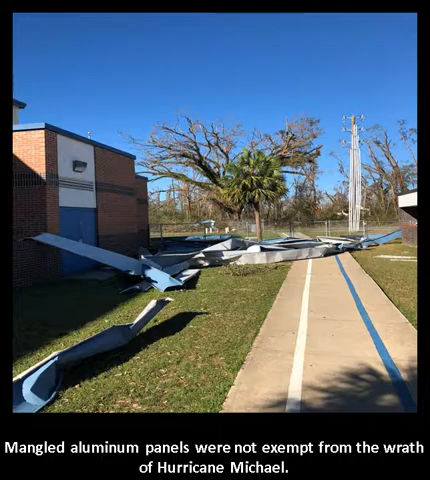 Mangled aluminum panels were not exempt from the wrath
of Hurricane Michael.